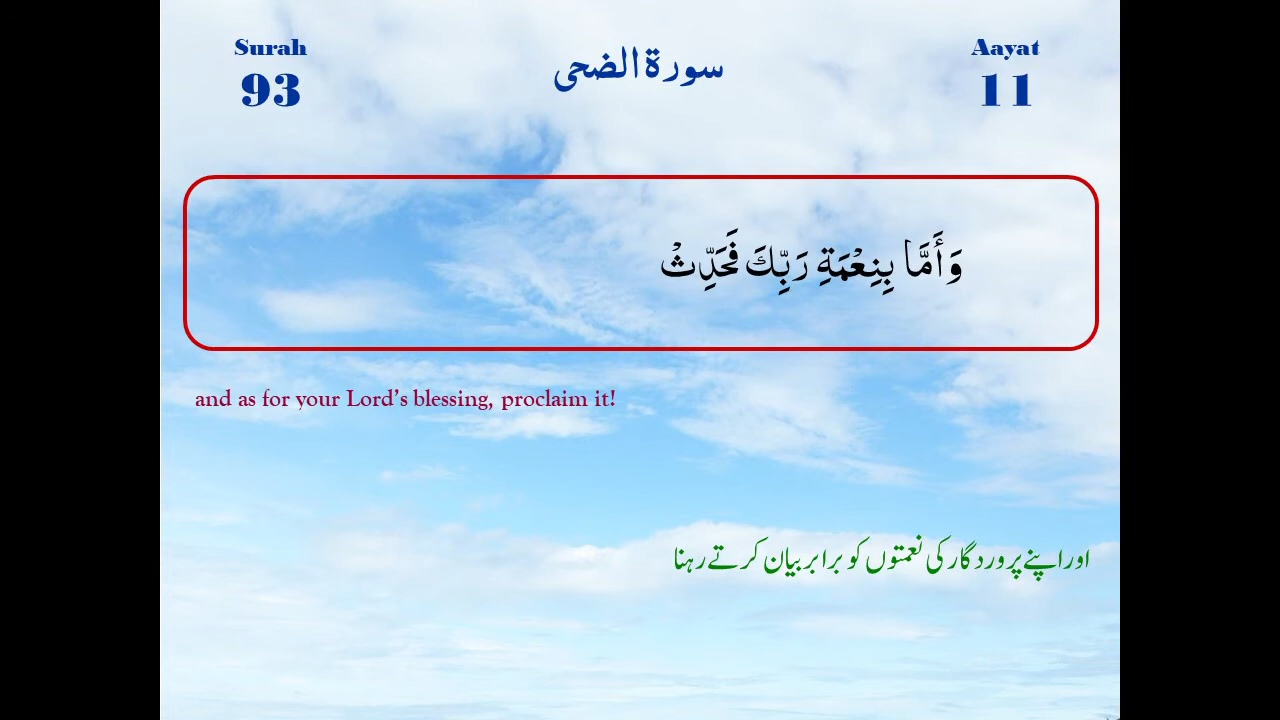 Surah
93
سورة الضحى
Aayat
11
وَأَمَّا بِنِعْمَةِ رَبِّكَ فَحَدِّثْ
and as for your Lord’s blessing, proclaim it!
اور اپنے پروردگار کی نعمتوں کو برابر بیان کرتے رہنا